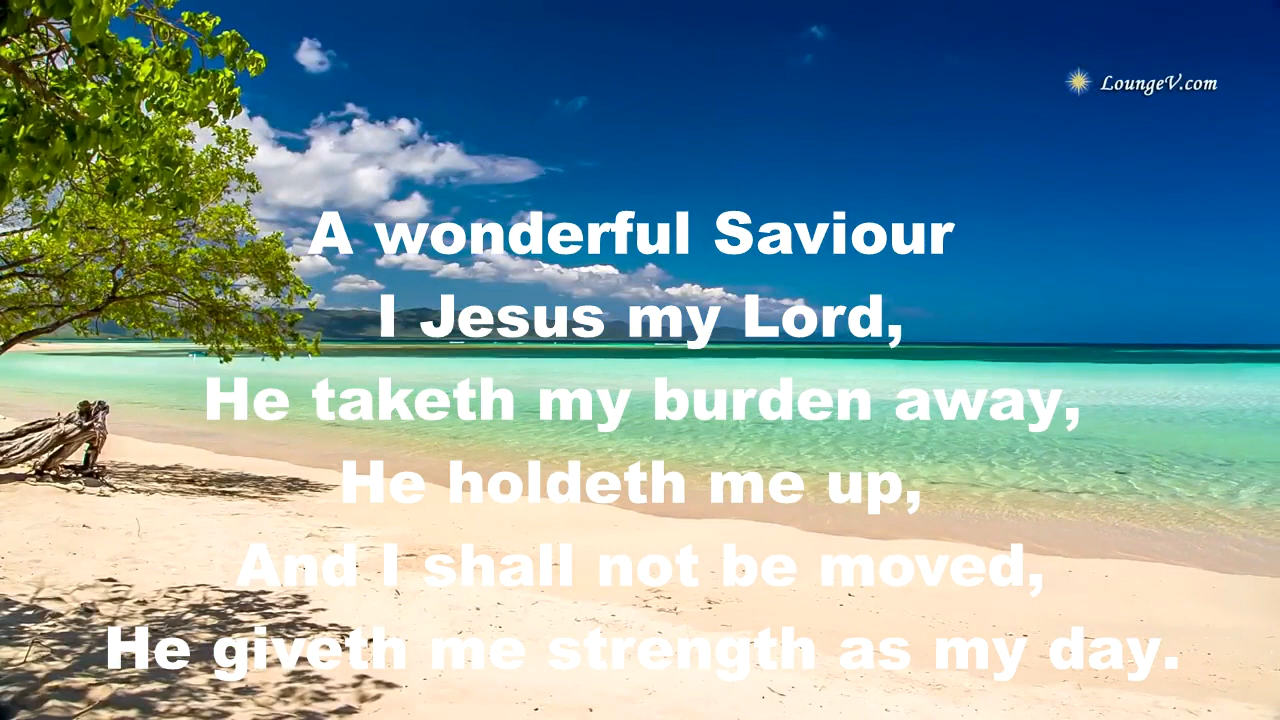 LoungeV.com
A wonderful Saviour
I Jesus my Lord,
He taketh my burden away,
He holdeth me up,
And I shall not be moved,
He giveth me strength as my day.